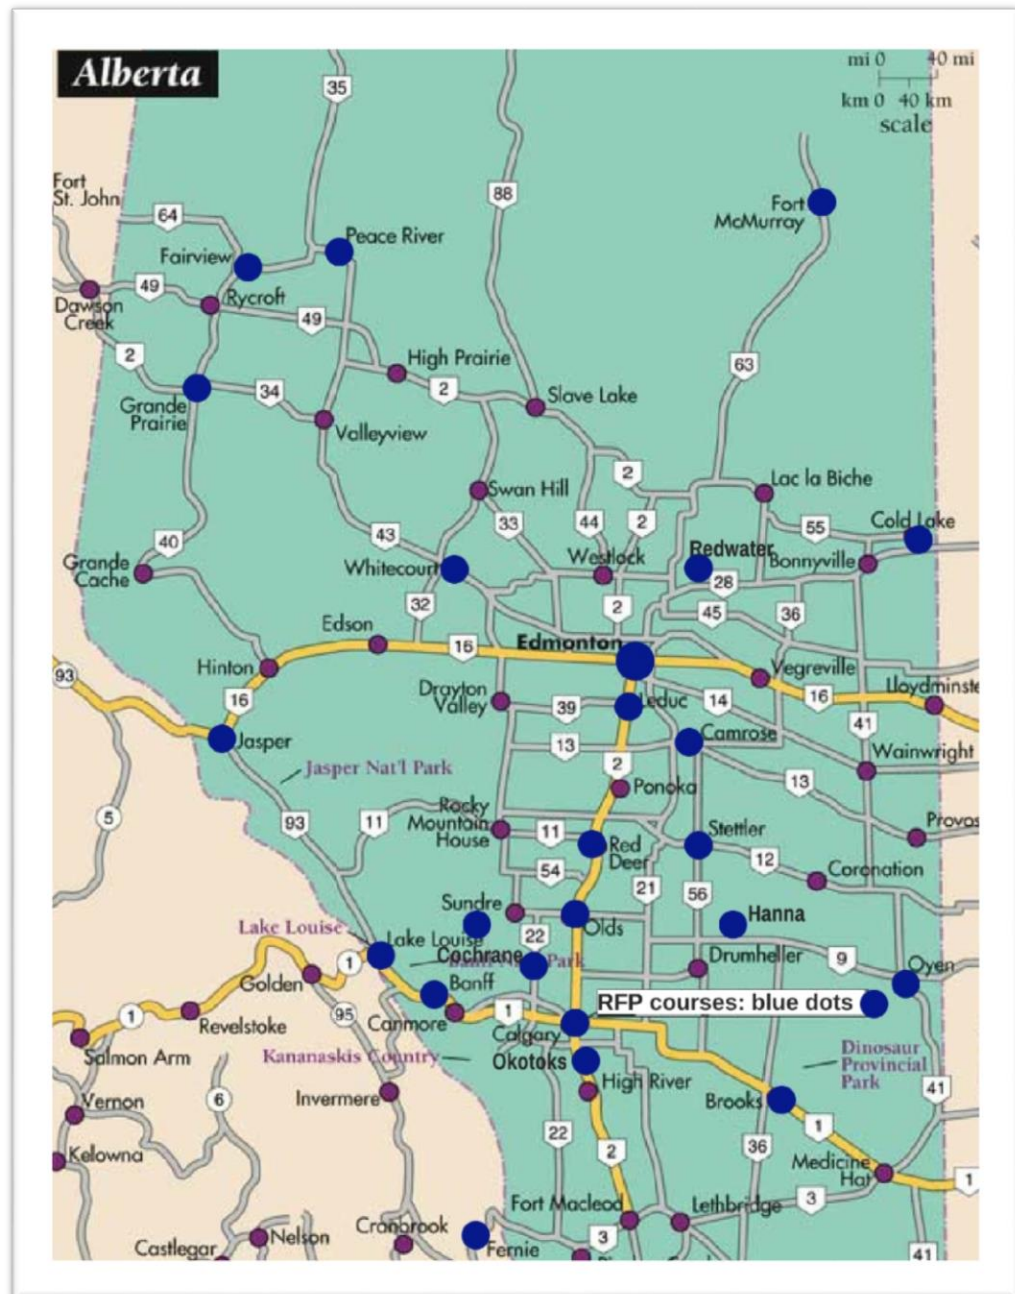 Alberta
mi 0 40 mi
km 0 40 km
scale
35
88
Fort
St. John
64
Fort
McMurray
Peace River
Fairview
49
Dawson
Creek
Rycroft
49
2
High Prairie
63
2
34
Slave Lake
Grande
Prairie
Valleyview
2
Lac la Biche
Swan Hill
33
44
2
55
Cold Lake
43
40
Grande
Cache
Whitecourt
Westlock
Redwater
Bonnyville
28
32
2
45
36
Edson
16
Edmonton
Hinton
93
Vegreville
16
Drayton
Valley
39
Leduc
14
16
Lloydminste
41
Jasper
13
Camrose
Wainwright
2
Jasper Nat'l Park
13
Ponoka
5
93
11
Rocky
Mountain
House
11
Red
Deer
Stettler
Provos
12
54
Coronation
21
56
Sundre
Hanna
Lake Louise
Olds
22
Lake Louise
Cochrane
Park
Drumheller
9
Oyen
1
Golden
Banff
RFP courses: blue dots
1
Revelstoke
95
Canmore
1
Calgary
Salmon Arm
Kananaskis Country
Okotoks
Dinosaur
Provincial
Park
High River
41
Vernon
6
Invermere
Brooks
1
22
2
36
Kelowna
Medicine
Hat
1
Fort Macleod
Lethbridge
3
Cranbrook
Nelson
3
Castlegar
Fernie
41